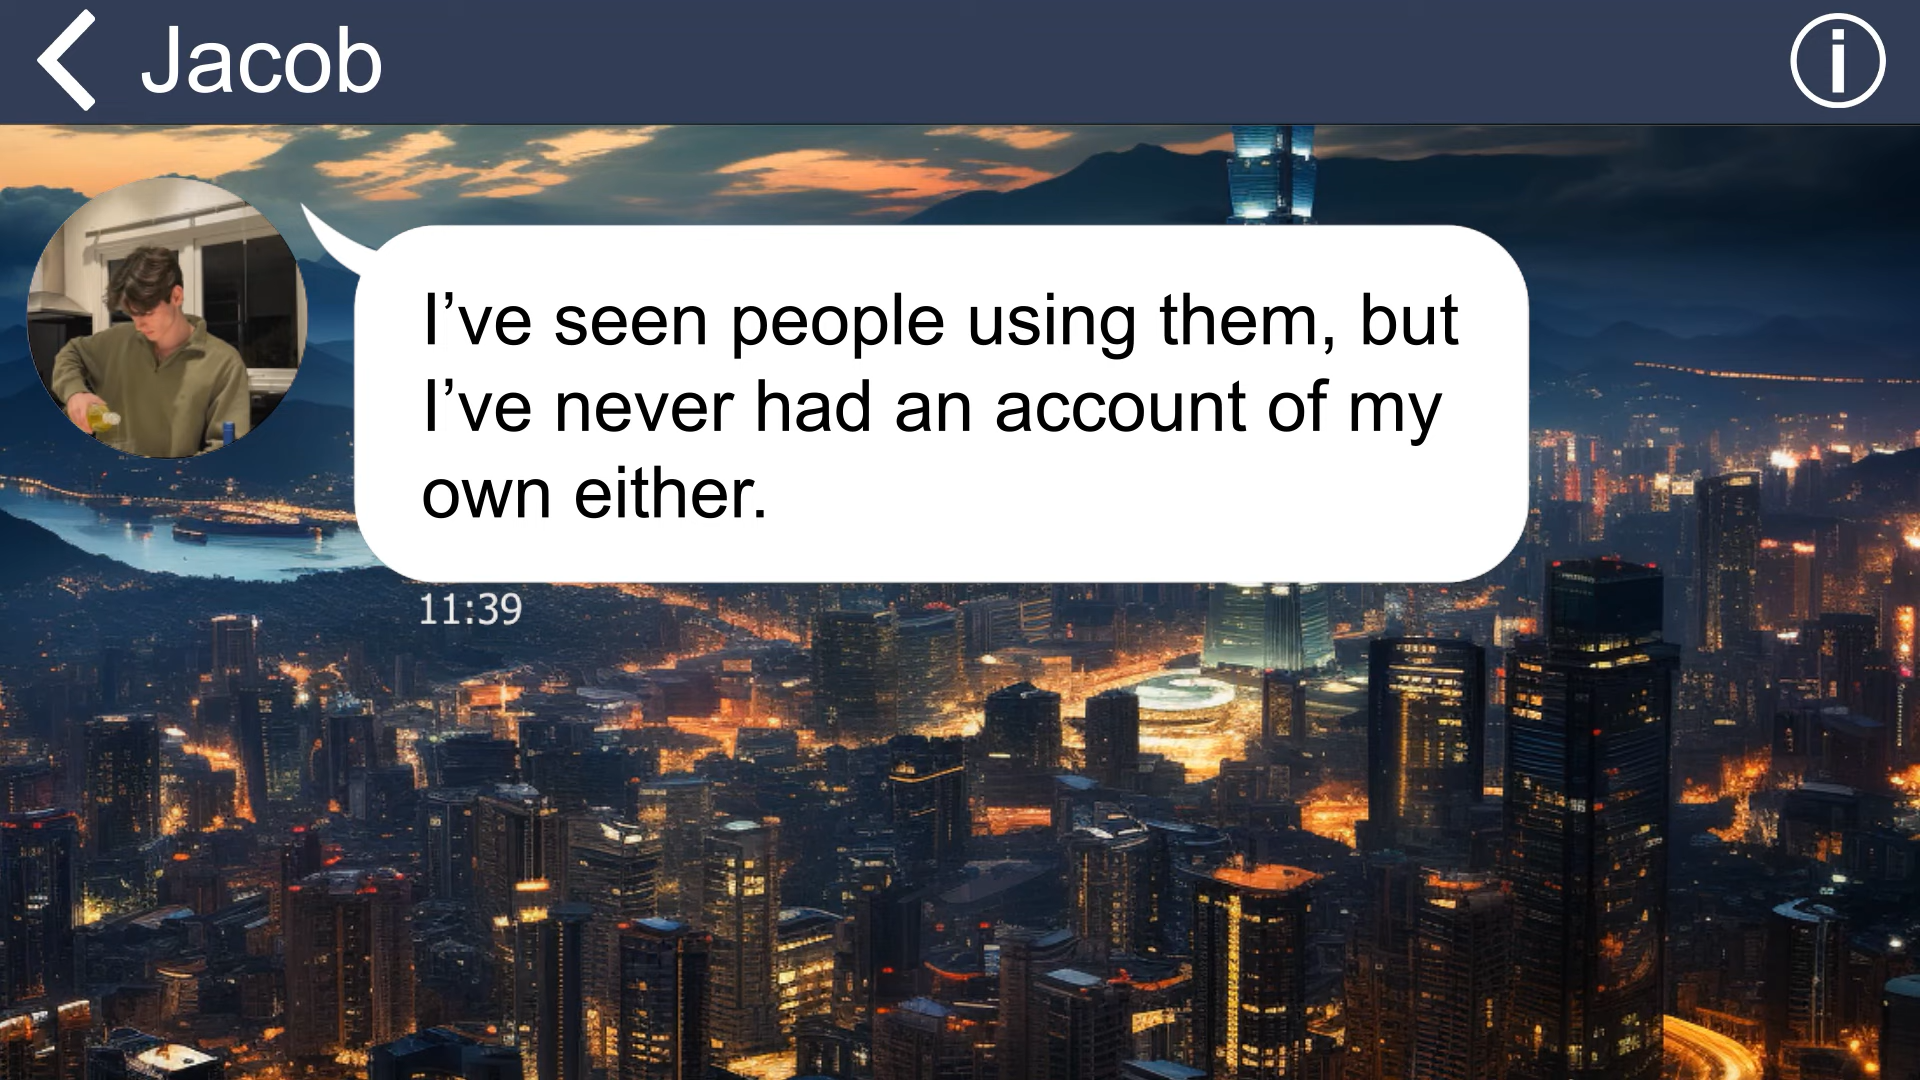 Jacob
I’ve seen people using them, but
I’ve never had an account of my
own either.
11:39